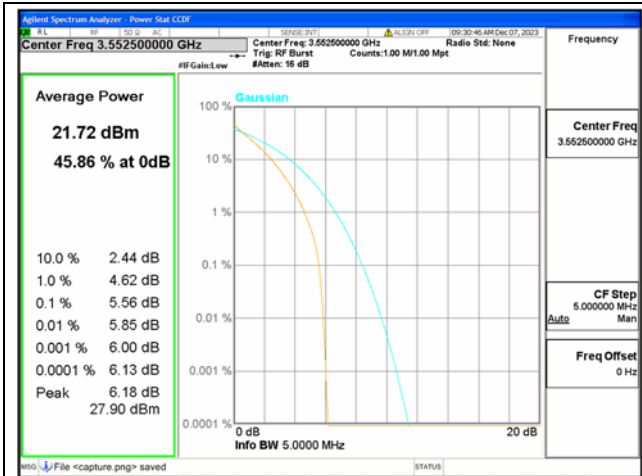 Agilent Spectrum Analyzer - Power Stat CCDF
RL RF 50 Ω AC SENSE:INT ALIGN OFF 09:30:46 AM Dec 07, 2023
Center Freq 3.552500000 GHz
Center Freq: 3.552500000 GHz Radio Std: None
Trig: RF Burst Counts:1.00 M/1.00 Mpt
#IFGain:Low #Atten: 16 dB
Frequency
Average Power
21.72 dBm
45.86 % at 0dB
10.0 % 2.44 dB
1.0 % 4.62 dB
0.1 % 5.56 dB
0.01 % 5.85 dB
0.001 % 6.00 dB
0.0001 % 6.13 dB
Peak 6.18 dB
27.90 dBm
Gaussian
100 %
10 %
1 %
0.1 %
0.01 %
0.001 %
0.0001 %
0 dB 20 dB
Info BW 5.0000 MHz
Center Freq
3.552500000 GHz
CF Step
5.000000 MHz
Auto Man
Freq Offset
0 Hz
MSG File <capture.png> saved STATUS